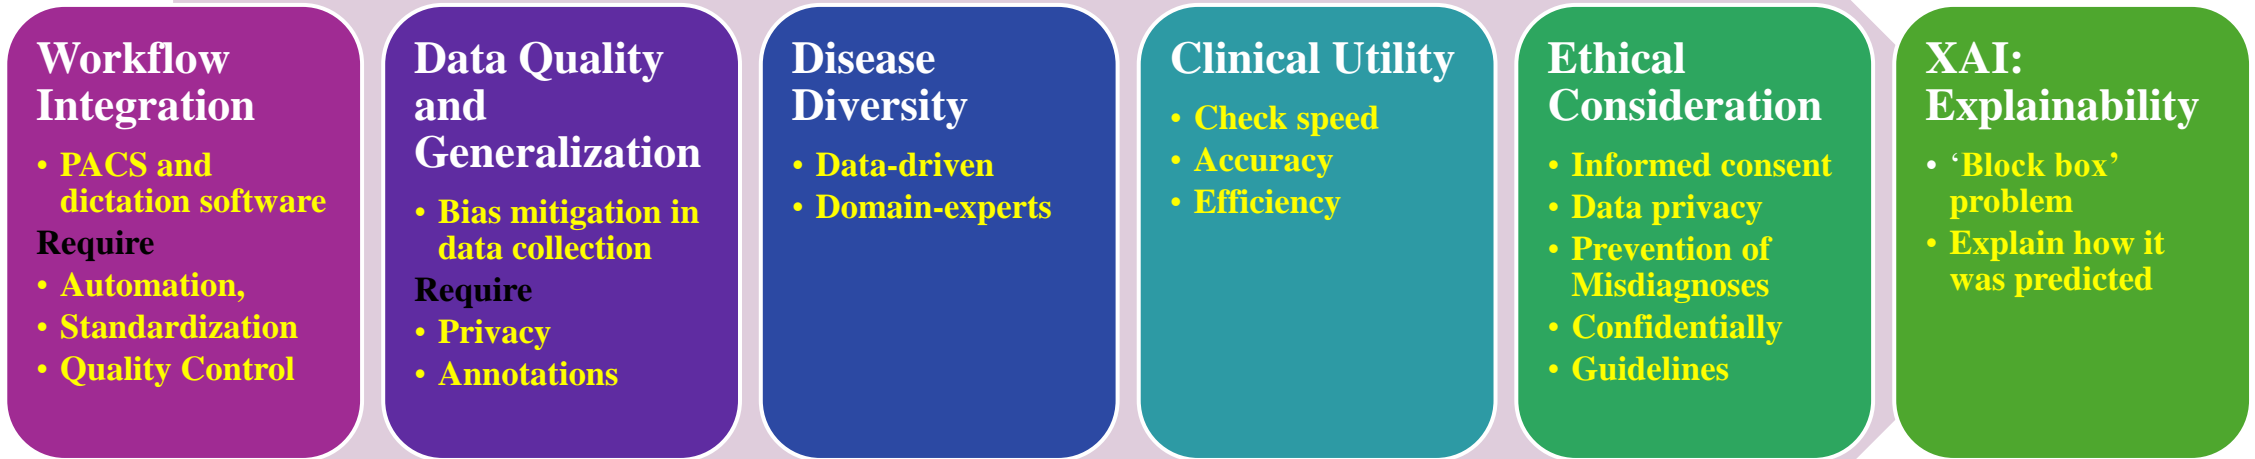 Workflow
Integration
• PACS and
dictation software
Require
• Automation,
• Standardization
• Quality Control
Data Quality
and
Generalization
• Bias mitigation in
data collection
Require
• Privacy
• Annotations
Disease
Diversity
• Data-driven
• Domain-experts
Clinical Utility
• Check speed
• Accuracy
• Efficiency
Ethical
Consideration
• Informed consent
• Data privacy
• Prevention of
Misdiagnoses
• Confidentially
• Guidelines
XAI:
Explainability
• ‘Block box’
problem
• Explain how it
was predicted